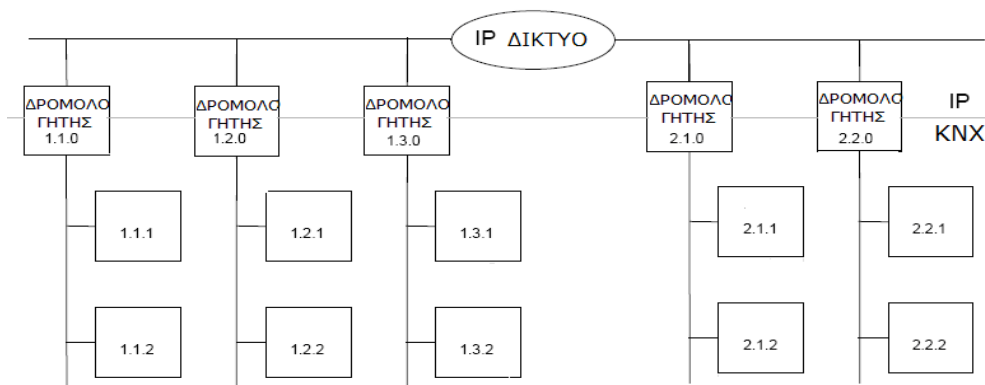 IP ΔΙΚΤΥΟ
ΔΡΟΜΟΛΟ
ΓΗΤΗΣ
1.1.0
ΔΡΟΜΟΛΟ
ΓΗΤΗΣ
1.2.0
ΔΡΟΜΟΛΟ
ΓΗΤΗΣ
1.3.0
ΔΡΟΜΟΛΟ
ΓΗΤΗΣ
2.1.0
ΔΡΟΜΟΛΟ
ΓΗΤΗΣ
2.2.0
IP
KNX
1.1.1
1.2.1
1.3.1
2.1.1
2.2.1
1.1.2
1.2.2
1.3.2
2.1.2
2.2.2